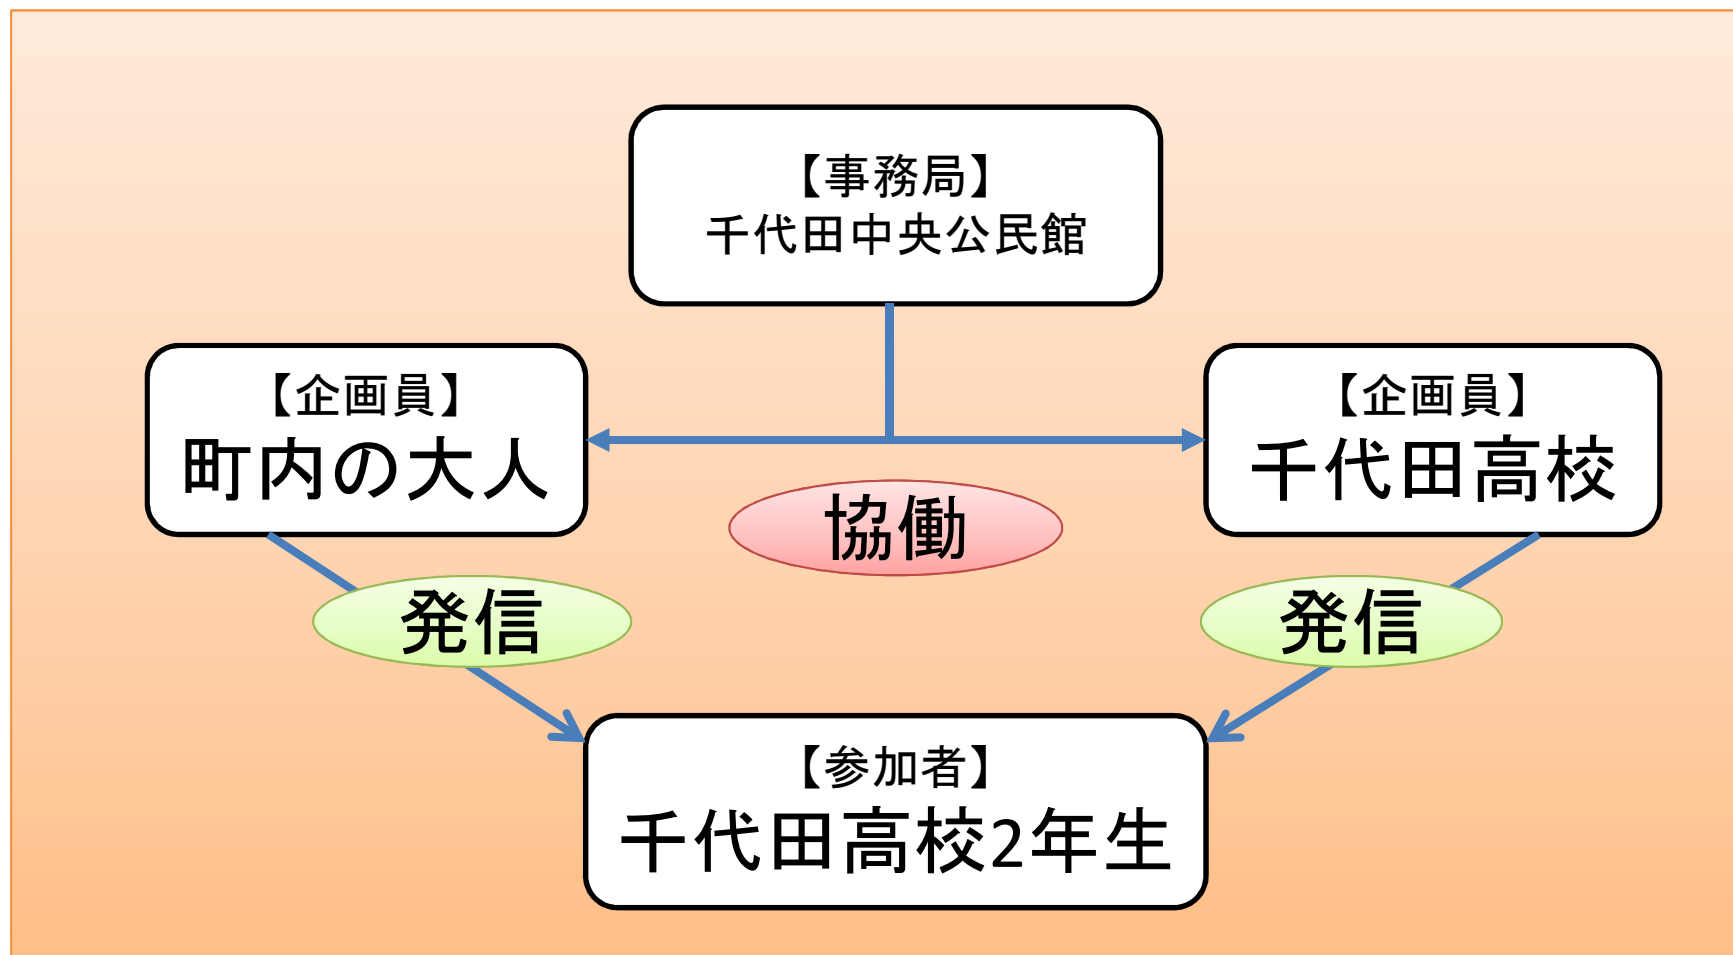 【事務局】
千代田中央公民館
【企画員】
町内の大人
【企画員】
千代田高校
協働
発信
発信
【参加者】
千代田高校2年生